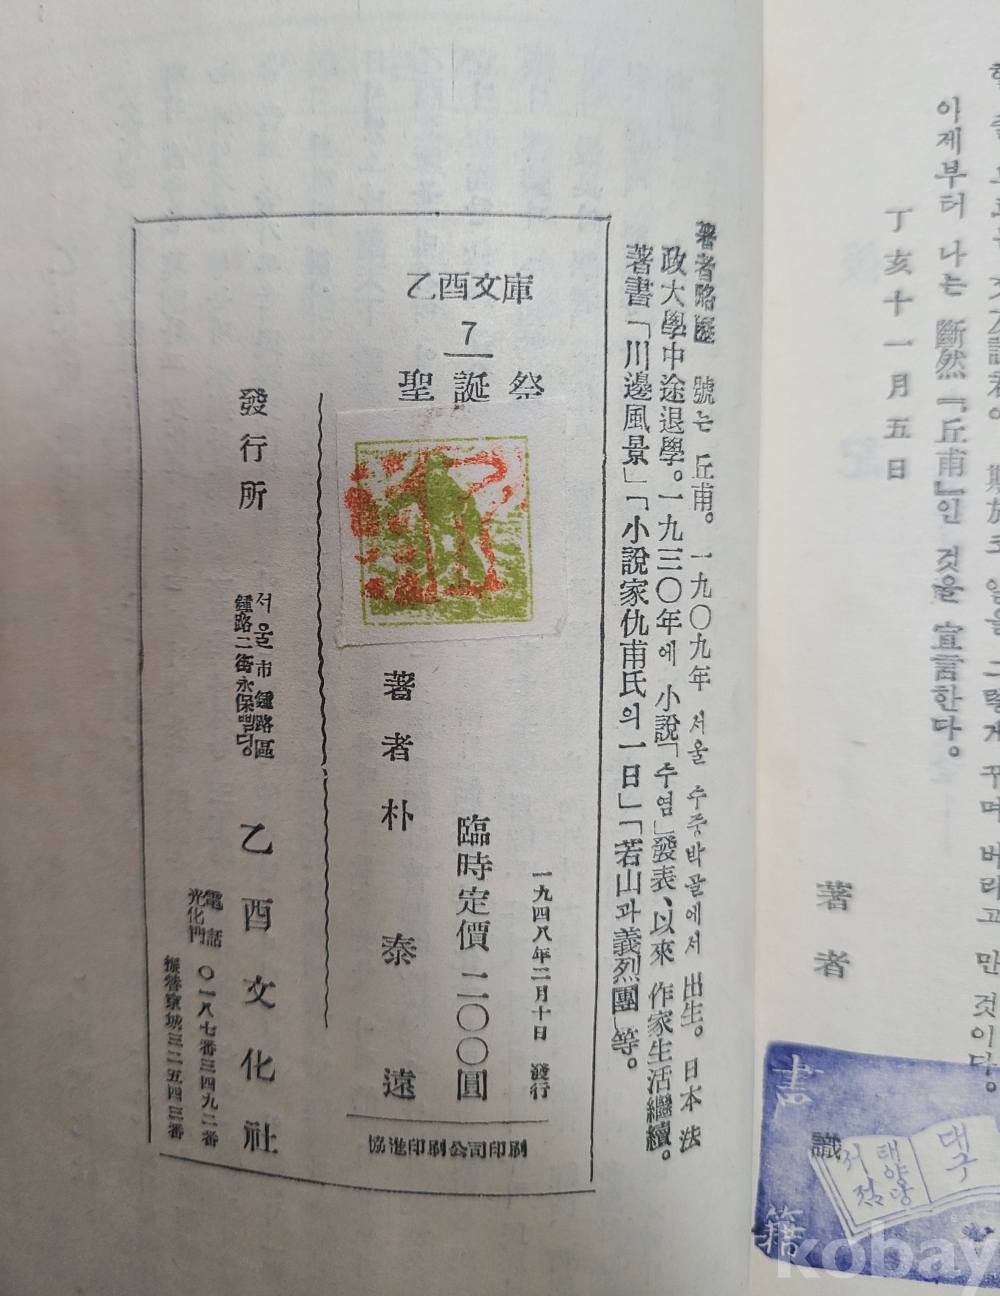 이제부터 나는 斷然 『丘甫』인 것을 宣言한다。
丁亥十一月五日
著者
識
著者略歷 號는 丘甫。一九〇九年 서울 수중박골에서 出生。日本法
政大學中途退學。一九三〇年에 小說「수염」發表、以來 作家生活繼續。
著書「川邊風景」「小說家仇甫氏의 一日」「若山과 義烈團」等。
乙酉文庫
7
聖誕祭
一九四八年二月十日 發行
臨時定價 二〇〇圓
著者 朴泰遠
協進印刷公司印刷
發行所
서울市鍾路區
鍾路二街永保삘딍
乙酉文化社
電話
光化門
〇一八七番三四九二番
振替京城三二五四三番
書籍
대구
태양당
서점
kobay